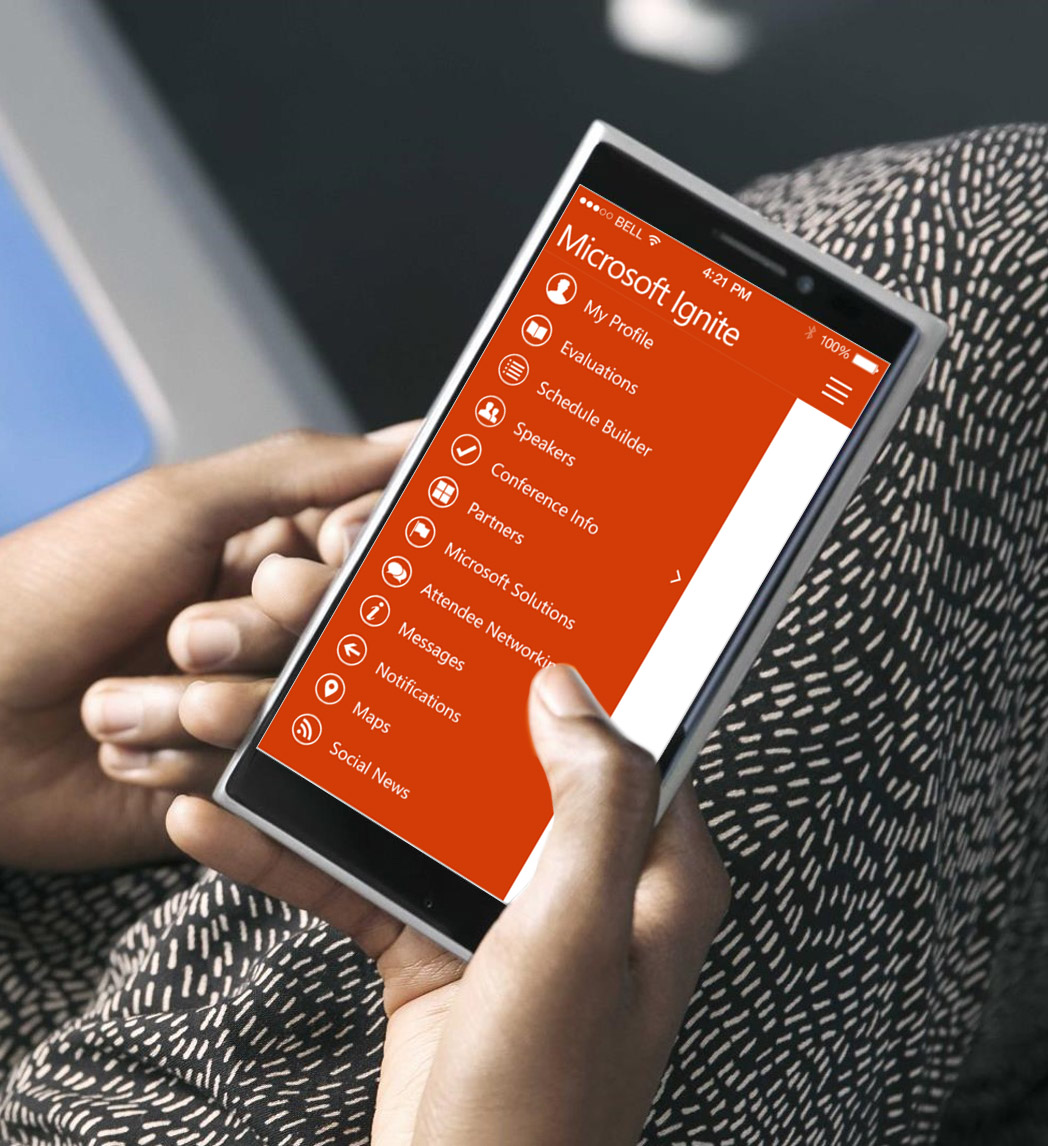 BELL 4:21 PM 100%
Microsoft Ignite
My Profile
Evaluations
Schedule Builder
Speakers
Conference Info
Partners
Microsoft Solutions
Attendee Networkin
Messages
Notifications
Maps
Social News